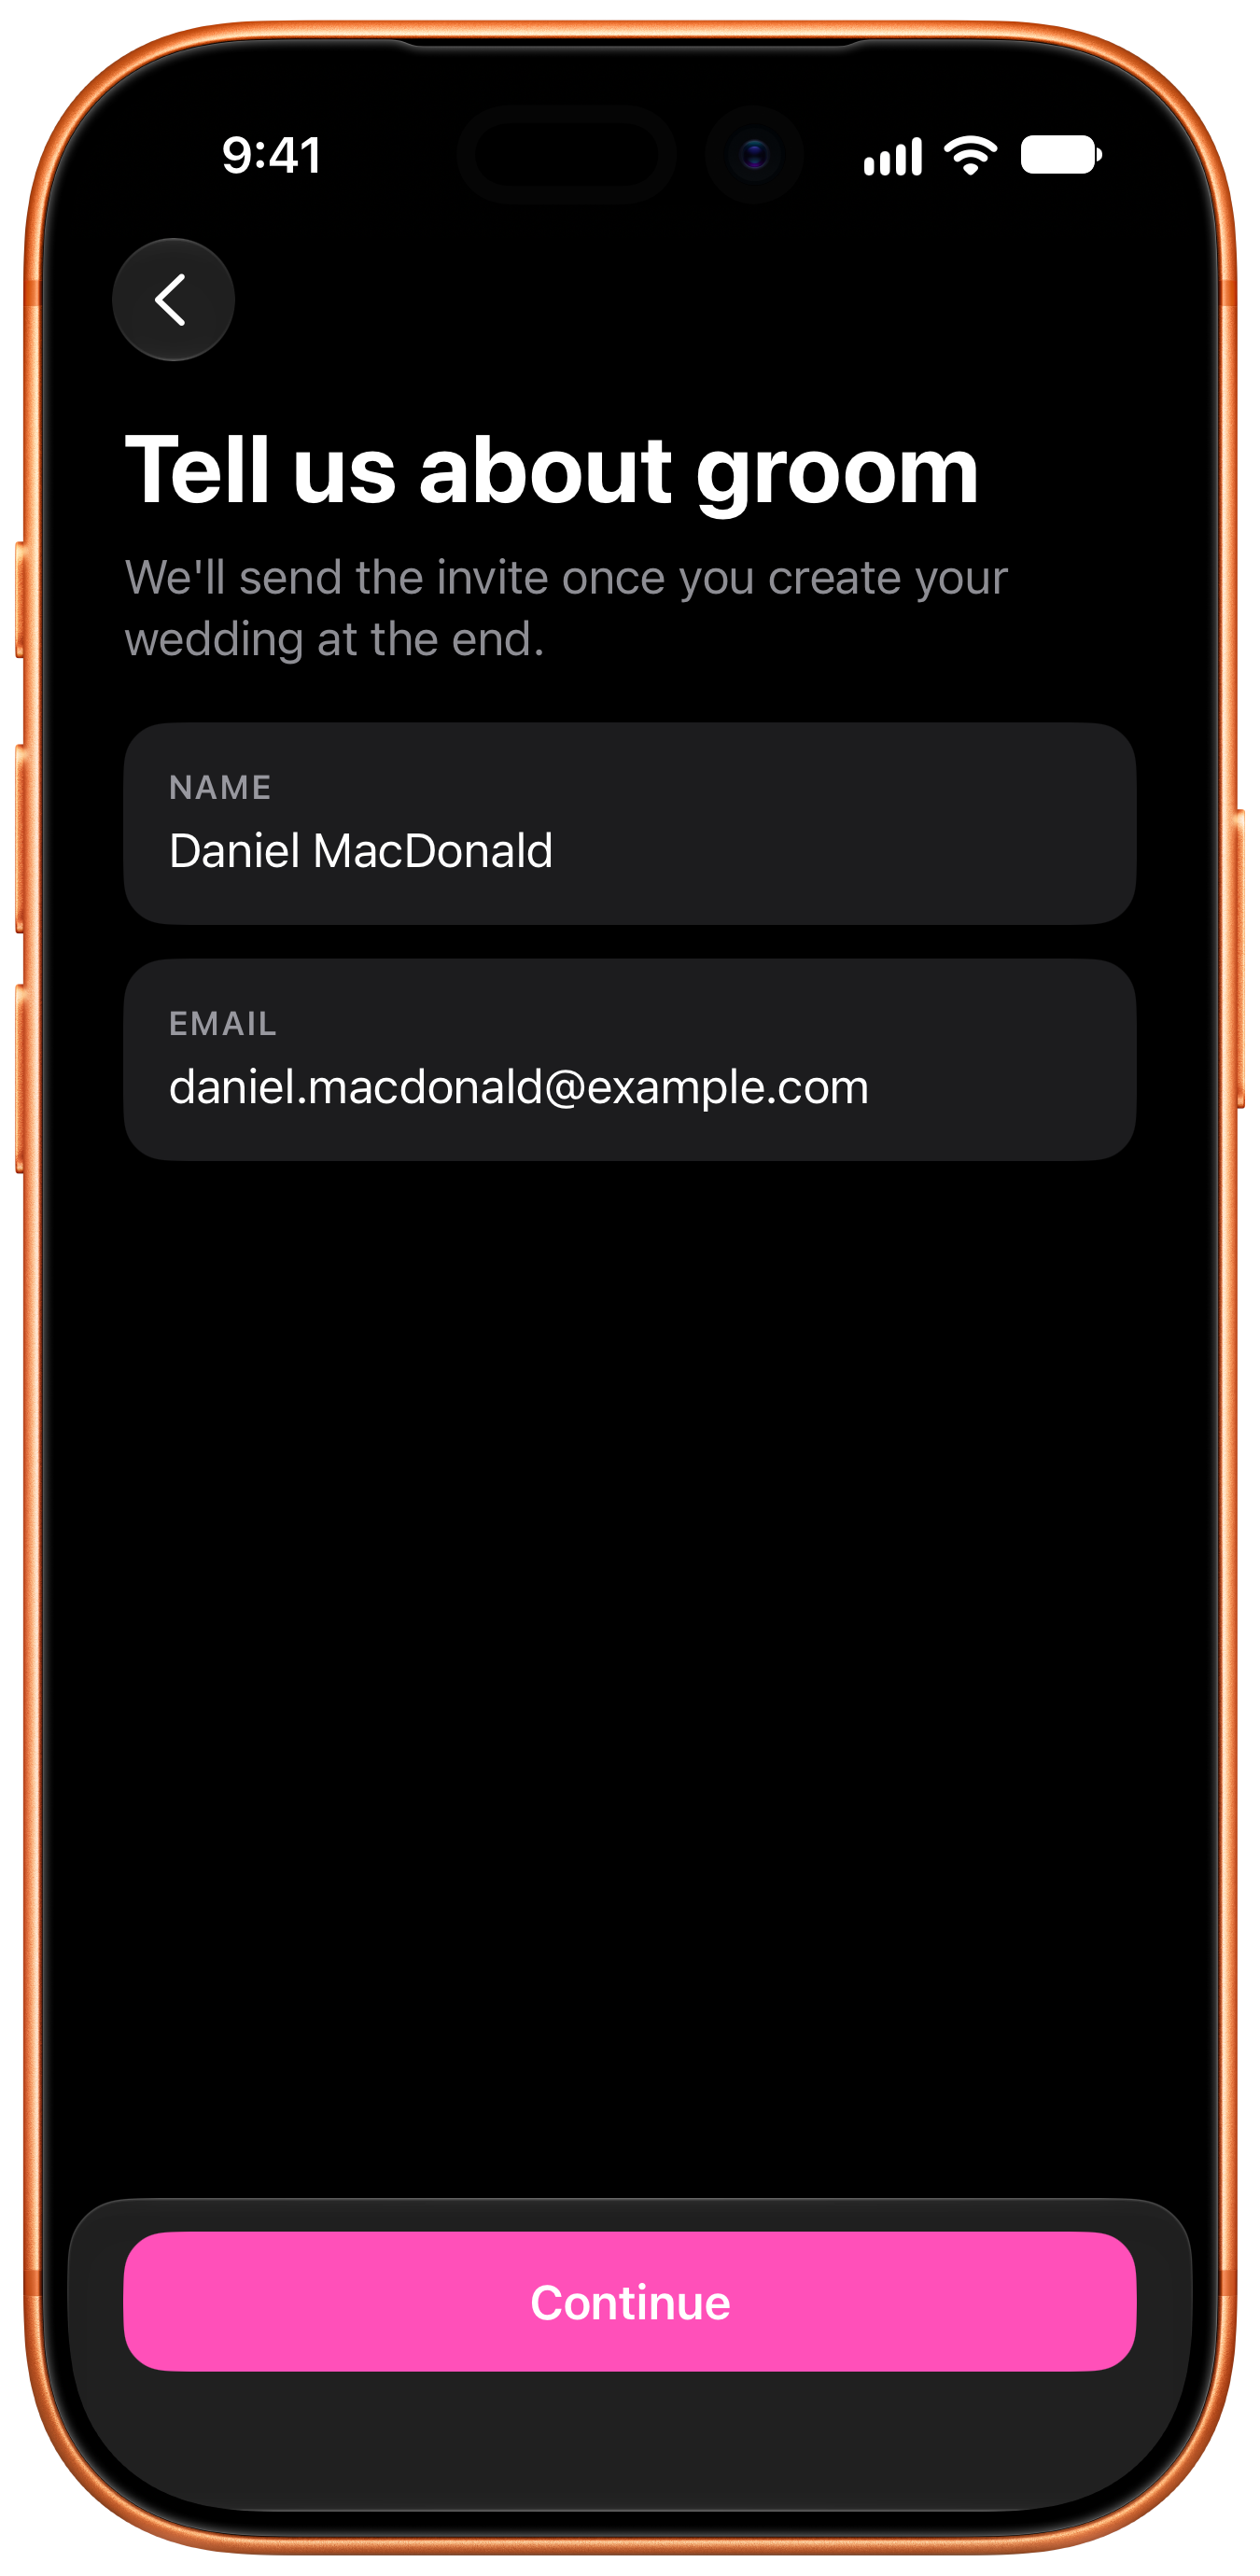 9:41
Tell us about groom
We'll send the invite once you create your
wedding at the end.
NAME
Daniel MacDonald
EMAIL
daniel.macdonald@example.com
Continue